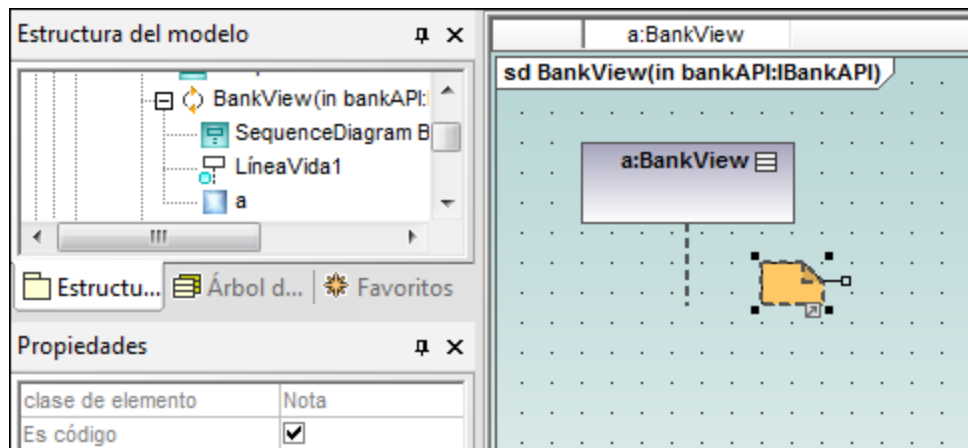 Estructura del modelo
BankView(in bankAPI:
SequenceDiagram B
LíneaVida1
a
Estructu...
Árbol d...
Favoritos
Propiedades
clase de elemento Nota
Es código
a:BankView
sd BankView(in bankAPI:IBankAPI)
a:BankView